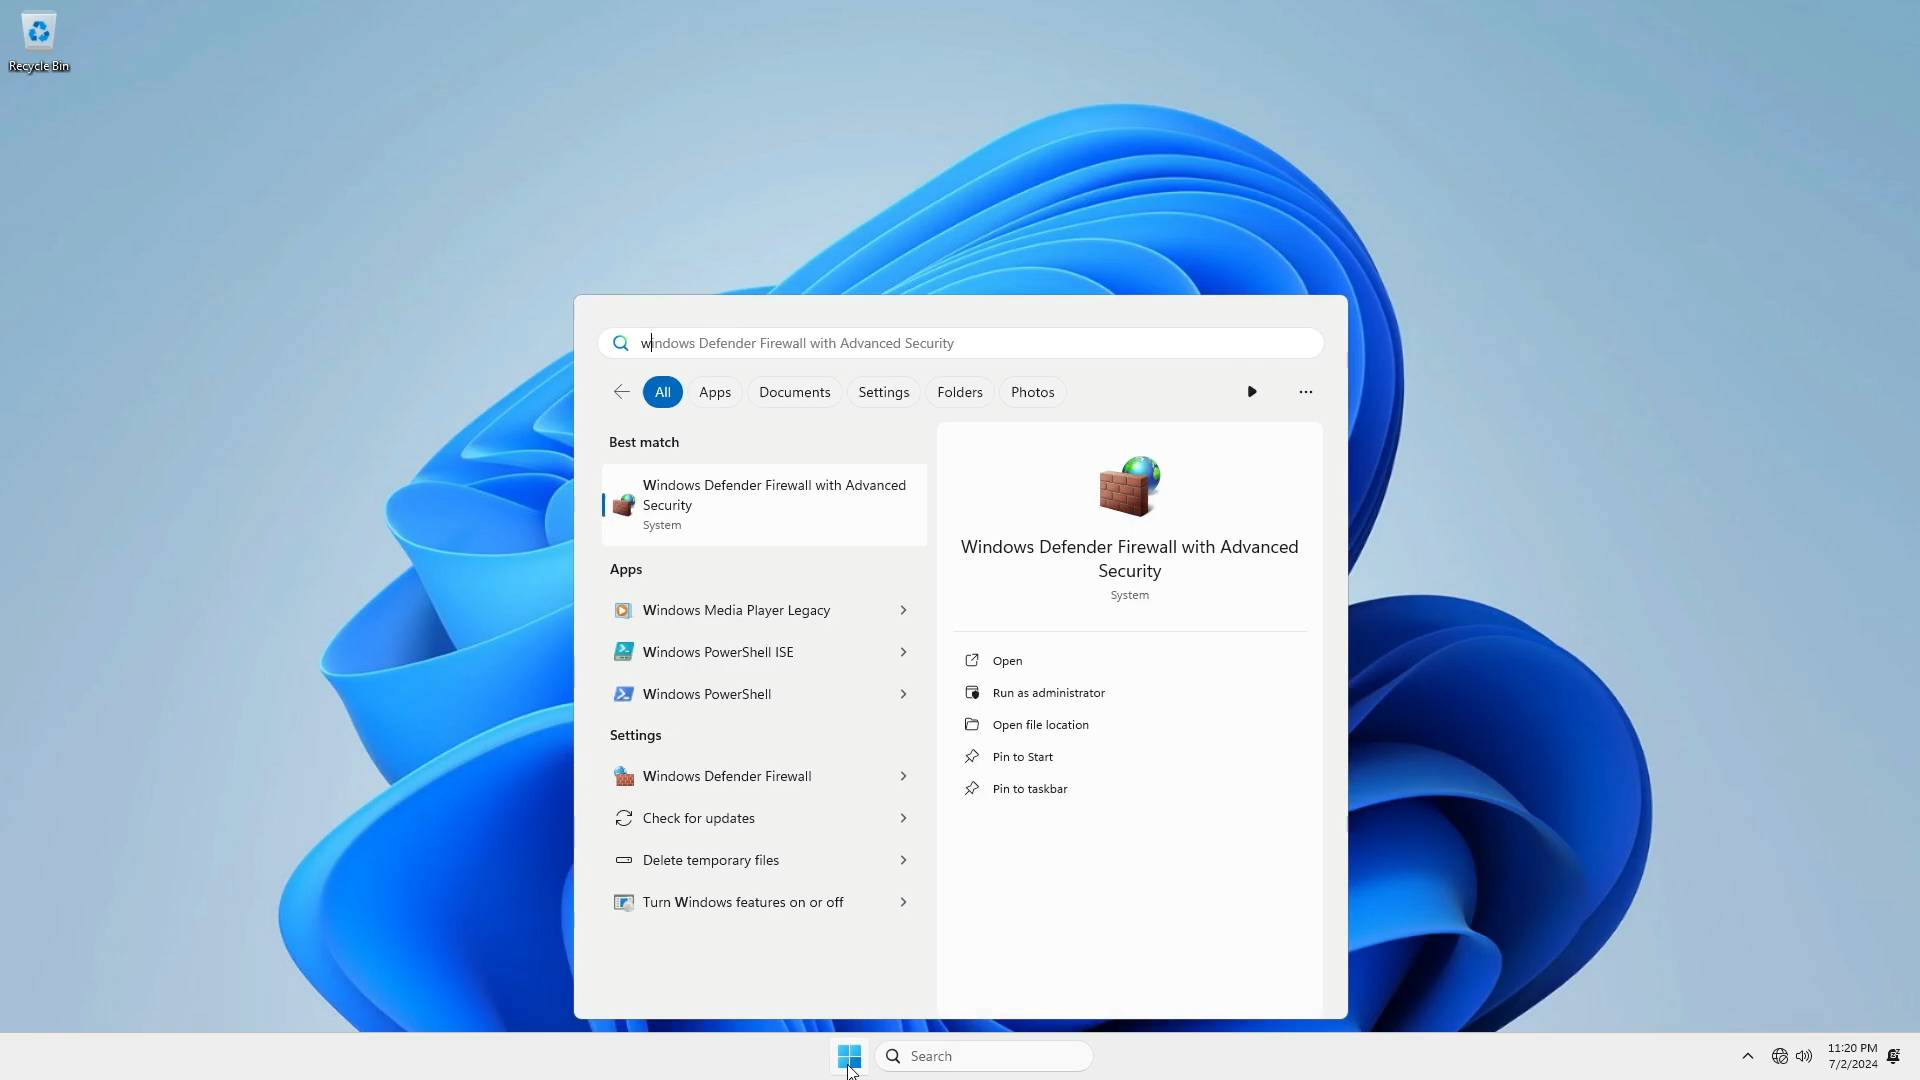 Recycle Bin
windows Defender Firewall with Advanced Security
All Apps Documents Settings Folders Photos
Best match
Windows Defender Firewall with Advanced
Security
System
Apps
Windows Media Player Legacy
Windows PowerShell ISE
Windows PowerShell
Settings
Windows Defender Firewall
Check for updates
Delete temporary files
Turn Windows features on or off
Windows Defender Firewall with Advanced
Security
System
Open
Run as administrator
Open file location
Pin to Start
Pin to taskbar
Search
11:20 PM
7/2/2024